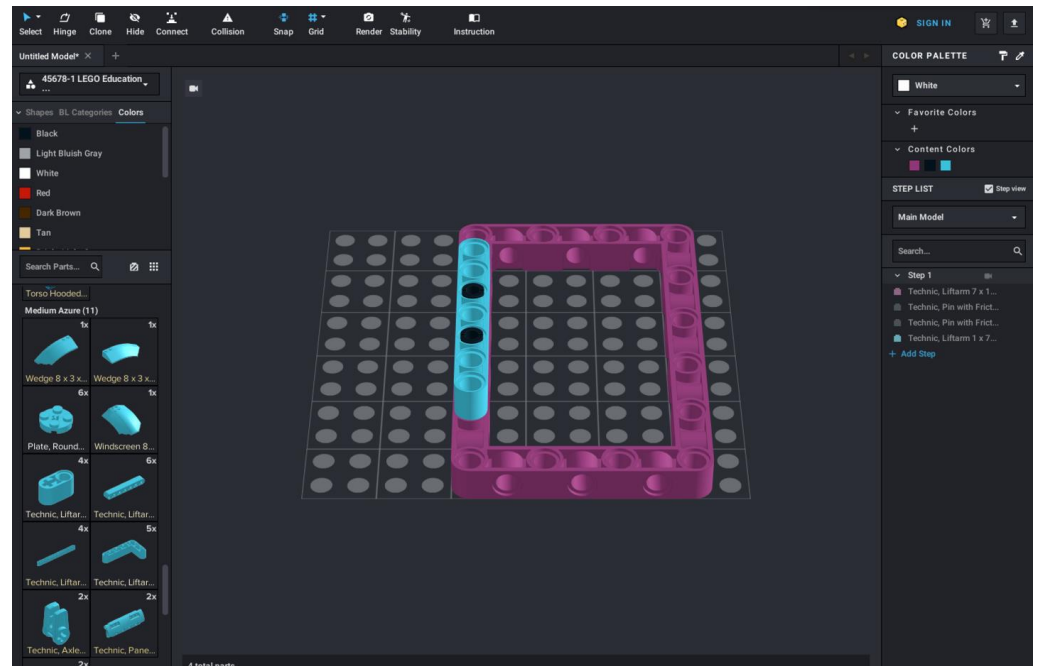 Select Hinge Clone Hide Connect Collision Snap Grid Render Stability Instruction SIGN IN
Untitled Model* × + COLOR PALETTE
45678-1 LEGO Education
...
White
Shapes BL Categories Colors
Favorite Colors
+
Black
Light Bluish Gray
White
Red
Dark Brown
Tan
Content Colors
STEP LIST Step view
Main Model
Search...
Step 1
Technic, Liftarm 7 x 1...
Technic, Pin with Frict...
Technic, Pin with Frict...
Technic, Liftarm 1 x 7...
+ Add Step
Search Parts...
Torso Hooded...
Medium Azure (11)
1x 1x
Wedge 8 x 3 x... Wedge 8 x 3 x...
6x 1x
Plate, Round... Windscreen 8...
4x 6x
Technic, Liftar... Technic, Liftar...
4x 5x
Technic, Liftar... Technic, Liftar...
2x 2x
Technic, Axle... Technic, Pane...
2x
4 total parts